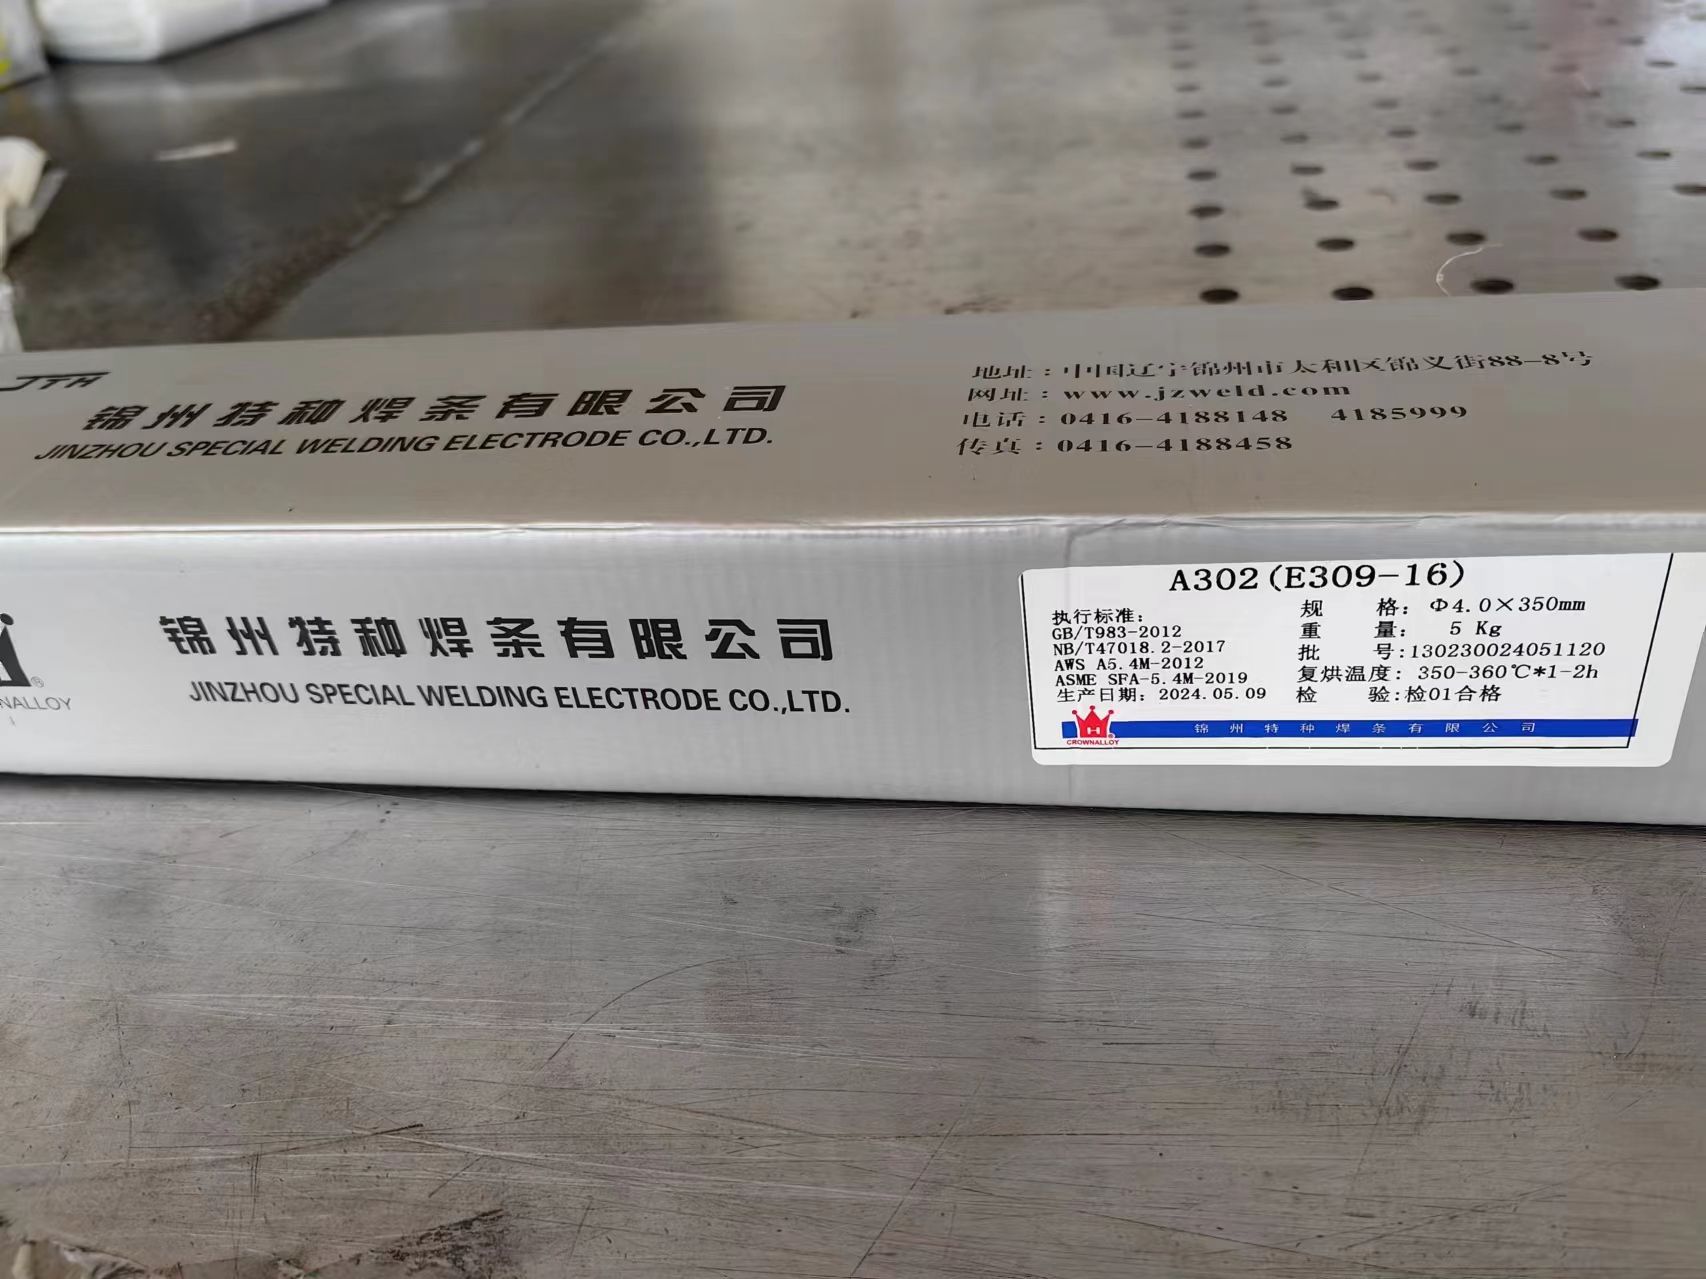 JTH
锦州特种焊条有限公司
JINZHOU SPECIAL WELDING ELECTRODE CO.,LTD.
地址：中国辽宁锦州市太和区锦义街88-8号
网址：www.jzweld.com
电话：0416-4188148 4185999
传真：0416-4188458
锦州特种焊条有限公司
JINZHOU SPECIAL WELDING ELECTRODE CO.,LTD.
®
NALLOY
A302(E309-16)
执行标准：
GB/T983-2012
NB/T47018.2-2017
AWS A5.4M-2012
ASME SFA-5.4M-2019
生产日期：2024.05.09
规 格：Φ4.0×350mm
重 量： 5 Kg
批 号:130230024051120
复烘温度：350-360℃*1-2h
检 验:检01合格
H®
CROWNALLOY
锦州特种焊条有限公司